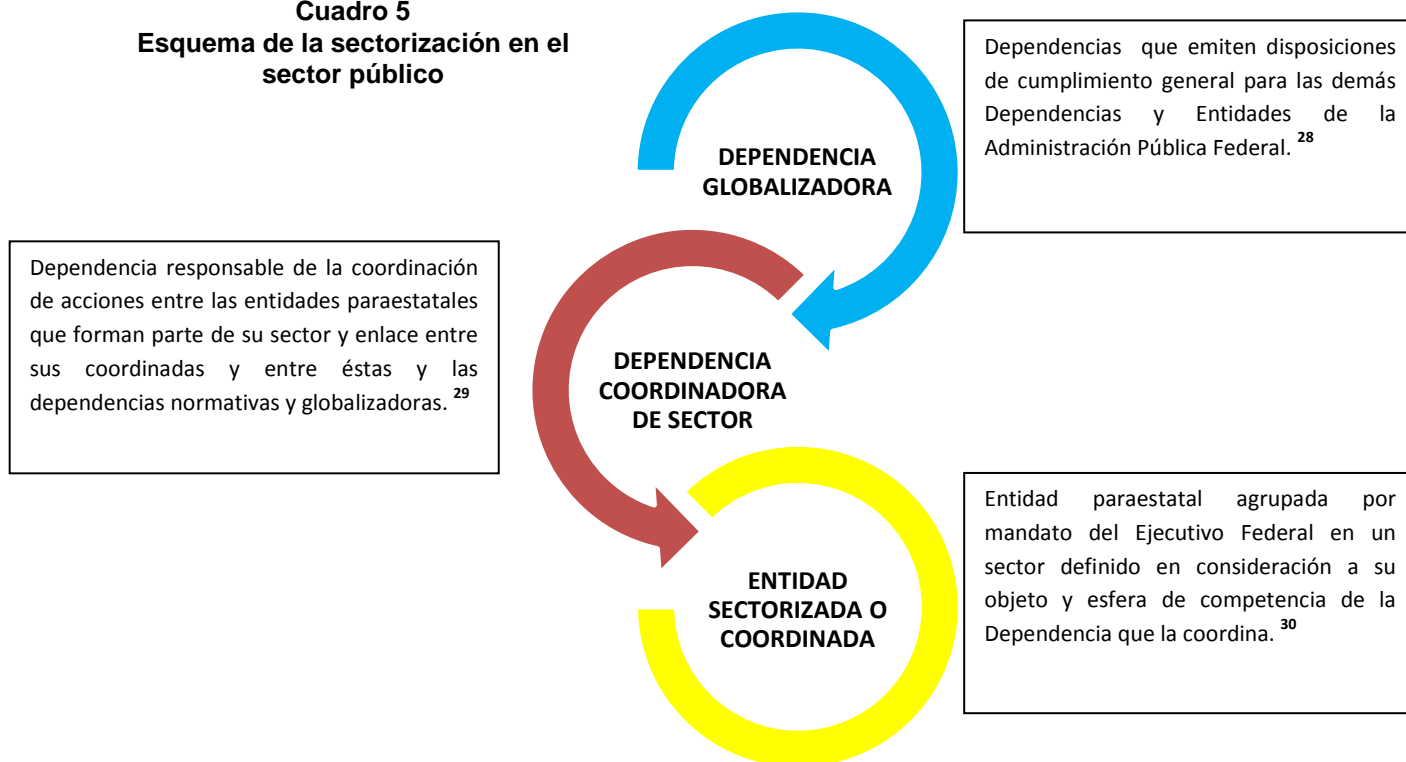 Cuadro 5
Esquema de la sectorización en el
sector público
Dependencias que emiten disposiciones
de cumplimiento general para las demás
Dependencias y Entidades de la
Administración Pública Federal. 28
DEPENDENCIA
GLOBALIZADORA
Dependencia responsable de la coordinación
de acciones entre las entidades paraestatales
que forman parte de su sector y enlace entre
sus coordinadas y entre éstas y las
dependencias normativas y globalizadoras. 29
DEPENDENCIA
COORDINADORA
DE SECTOR
Entidad paraestatal agrupada por
mandato del Ejecutivo Federal en un
sector definido en consideración a su
objeto y esfera de competencia de la
Dependencia que la coordina. 30
ENTIDAD
SECTORIZADA O
COORDINADA